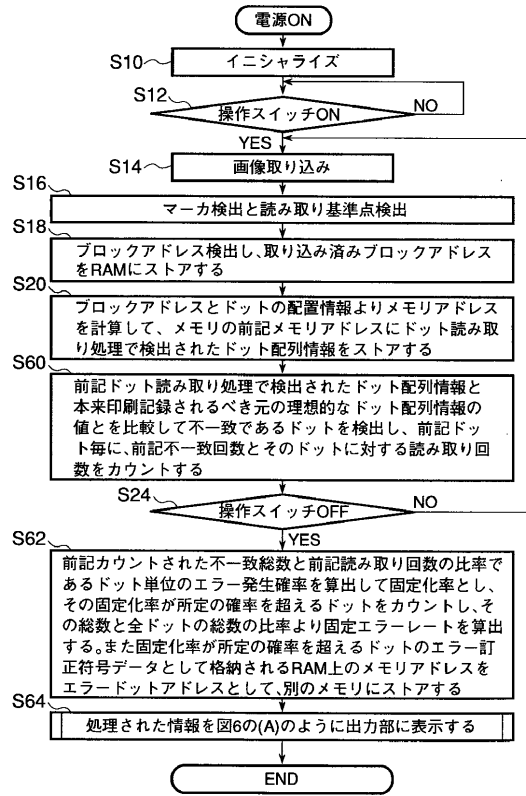 電源ON
S10
イニシャライズ
S12
操作スイッチON
NO
YES
S14
画像取り込み
S16
マーカ検出と読み取り基準点検出
S18
ブロックアドレス検出し、取り込み済みブロックアドレス
をRAMにストアする
S20
ブロックアドレスとドットの配置情報よりメモリアドレス
を計算して、メモリの前記メモリアドレスにドット読み取
り処理で検出されたドット配列情報をストアする
S60
前記ドット読み取り処理で検出されたドット配列情報と
本来印刷記録されるべき元の理想的なドット配列情報の
値とを比較して不一致であるドットを検出し、前記ドッ
ト毎に、前記不一致回数とそのドットに対する読み取り回
数をカウントする
S24
操作スイッチOFF
NO
YES
S62
前記カウントされた不一致総数と前記読み取り回数の比率
であるドット単位のエラー発生確率を算出して固定化率とし、
その固定化率が所定の確率を超えるドットをカウントし、そ
の総数と全ドットの総数の比率より固定エラーレートを算出
する。また固定化率が所定の確率を超えるドットのエラー訂
正符号データとして格納されるRAM上のメモリアドレスを
エラードットアドレスとして、別のメモリにストアする
S64
処理された情報を図6の(A)のように出力部に表示する
END